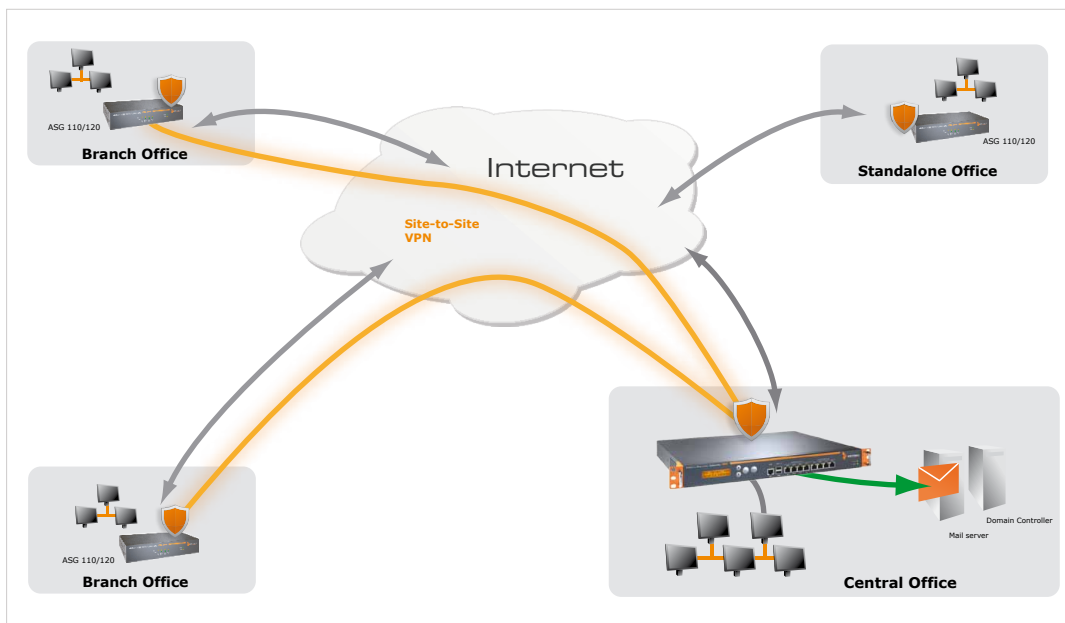 ASG 110/120
Branch Office
Internet
ASG 110/120
Standalone Office
Site-to-Site
VPN
ASG 110/120
Branch Office
Domain Controller
Mail server
Central Office